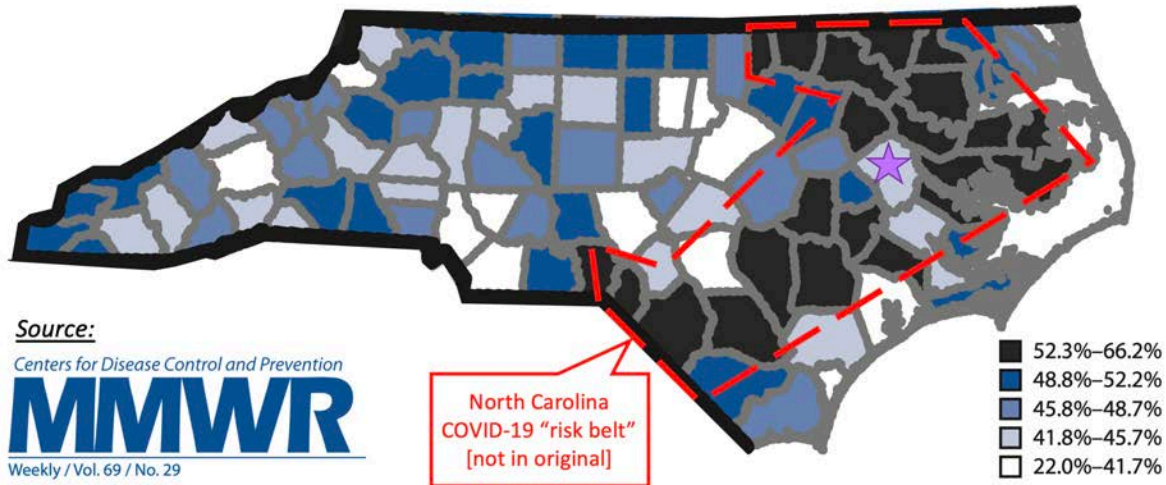 Source:
Centers for Disease Control and Prevention
MMWR
Weekly / Vol. 69 / No. 29
North Carolina
COVID-19 “risk belt”
[not in original]
52.3%–66.2%
48.8%–52.2%
45.8%–48.7%
41.8%–45.7%
22.0%–41.7%